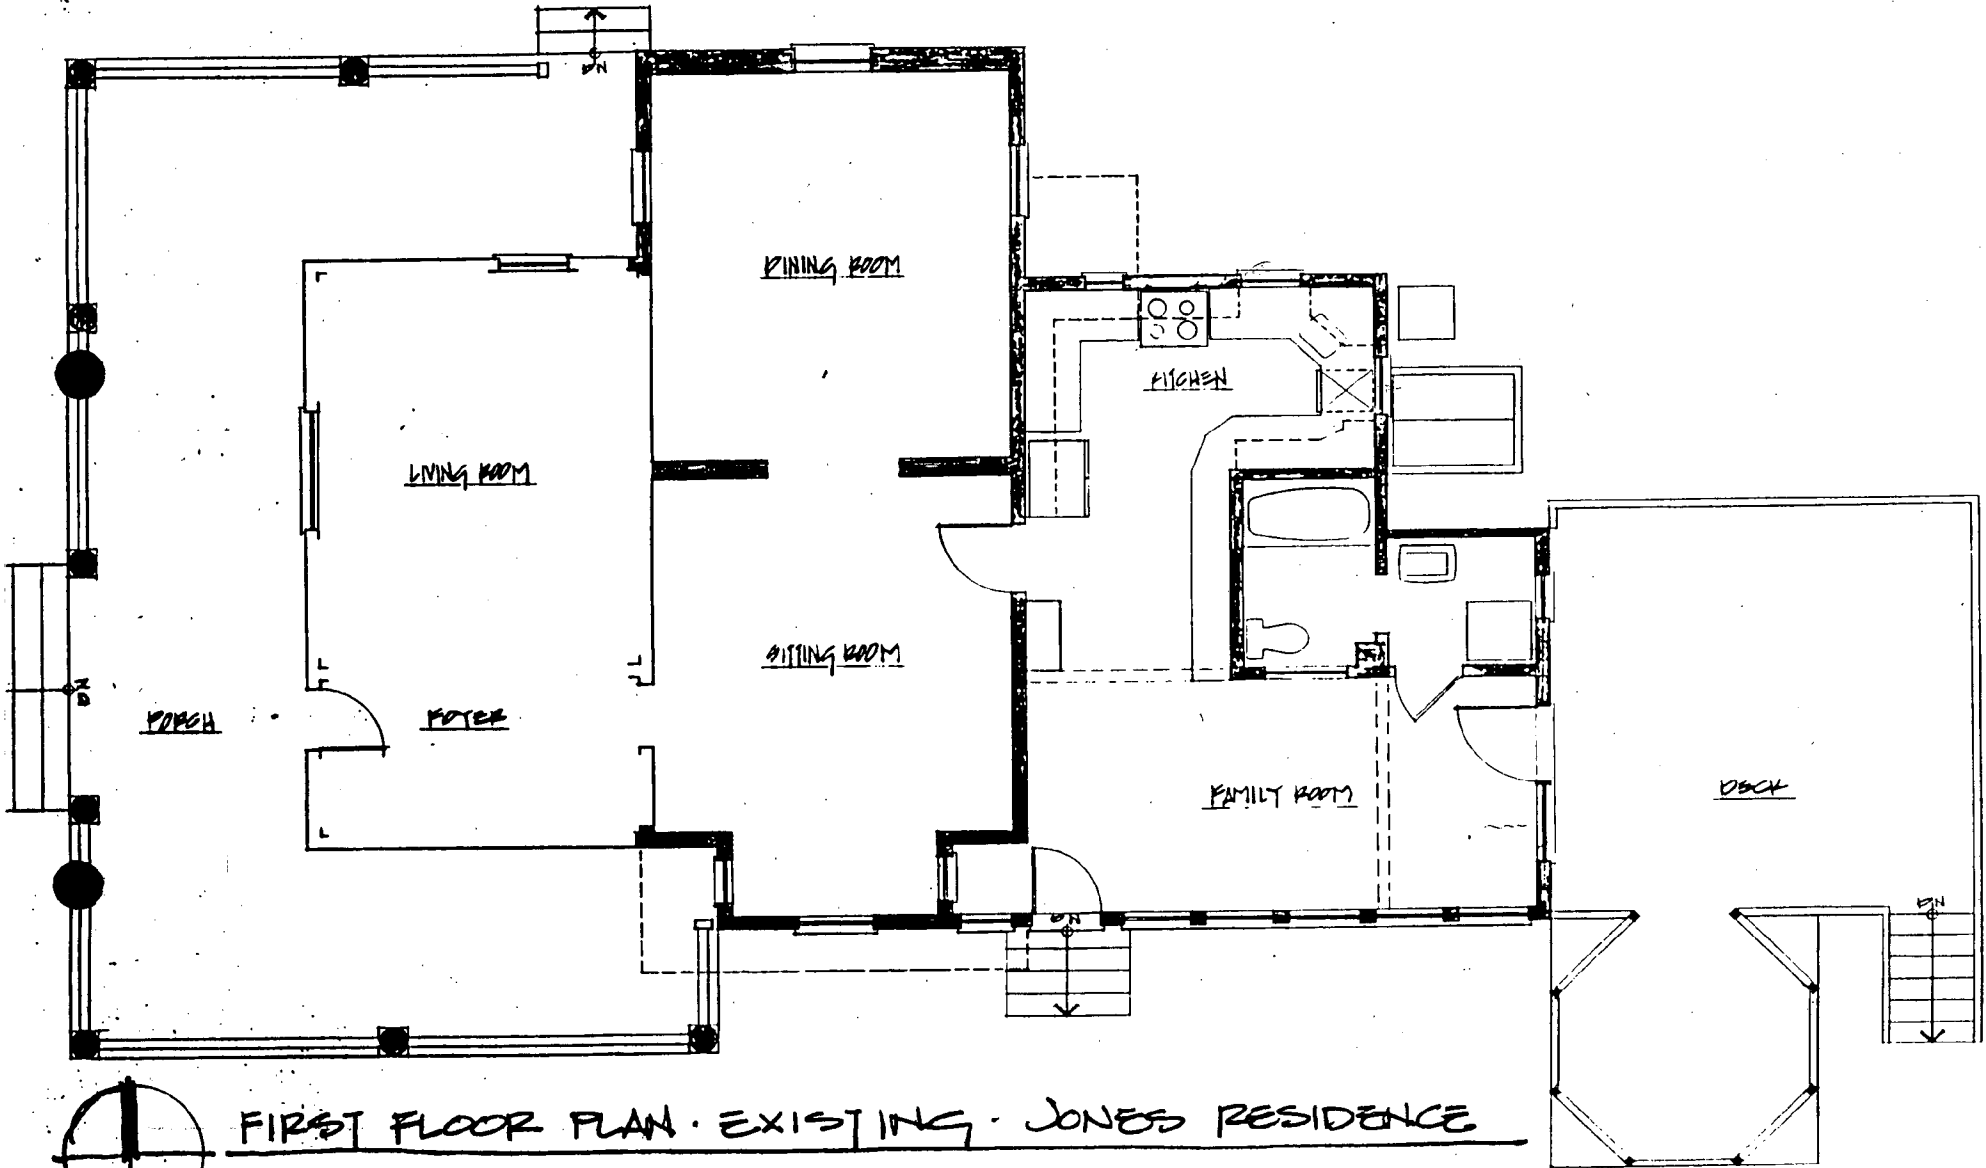 DN
DINING ROOM
KITCHEN
LIVING ROOM
SITTING ROOM
DN
PORCH
FOYER
FAMILY ROOM
DECK
DN
DN
FIRST FLOOR PLAN · EXISTING · JONES RESIDENCE